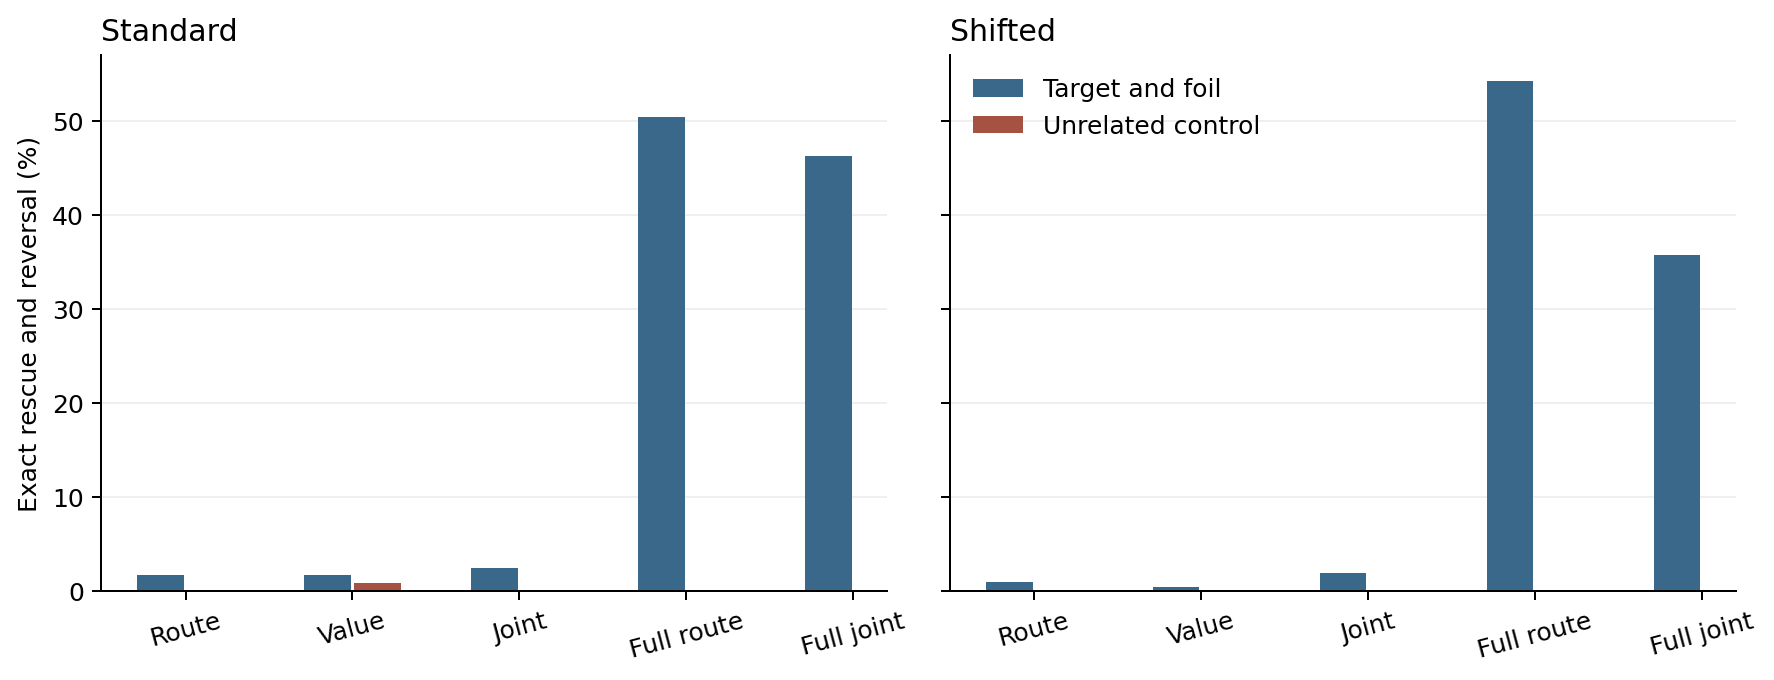 Standard
Exact rescue and reversal (%)
50
40
30
20
10
0
Route
Value
Joint
Full route
Full joint
Shifted
Target and foil
Unrelated control
Route
Value
Joint
Full route
Full joint